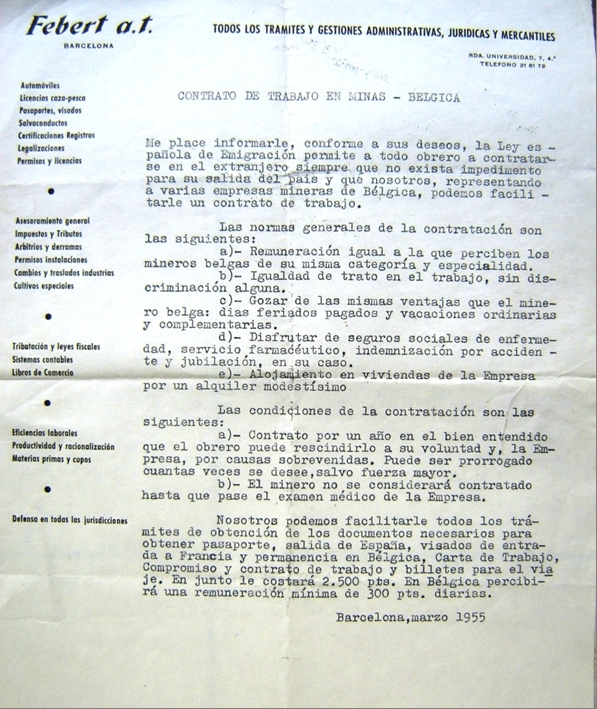 Febert a.t.
BARCELONA
TODOS LOS TRAMITES Y GESTIONES ADMINISTRATIVAS, JURIDICAS Y MERCANTILES
RDA. UNIVERSIDAD, 7, 4.º
TELEFONO 21 61 72
Automóviles
Licencias caza-pesca
Pasaportes, visados
Salvoconductos
Certificaciones Registros
Legalizaciones
Permisos y licencias
Asesoramiento general
Impuestos y Tributos
Arbitrios y derramas
Permisos instalaciones
Cambios y traslados industrias
Cultivos especiales
Tributación y leyes fiscales
Sistemas contables
Libros de Comercio
Eficiencias laborales
Productividad y racionalización
Materias primas y cupos
Defensa en todas las jurisdicciones
CONTRATO DE TRABAJO EN MINAS - BELGICA
Me place informarle, conforme a sus deseos, la Ley es -
pañola de Emigración permite a todo obrero a contratar-
se en el extranjero siempre que no exista impedimento
para su salida del país y que nosotros, representando
a varias empresas mineras de Bélgica, podemos facili -
tarle un contrato de trabajo.
Las normas generales de la contratación son
las siguientes:
a)- Remuneración igual a la que perciben los
mineros belgas de su misma categoría y especialidad.
b)- Igualdad de trato en el trabajo, sin dis-
criminación alguna.
c)- Gozar de las mismas ventajas que el mine-
ro belga: días feriados pagados y vacaciones ordinarias
y complementarias.
d)- Disfrutar de seguros sociales de enferme-
dad, servicio farmacéutico, indemnización por acciden -
te y jubilación, en su caso.
e)- Alojamiento en viviendas de la Empresa
por un alquiler modestísimo
Las condiciones de la contratación son las
siguientes:
a)- Contrato por un año en el bien entendido
que el obrero puede rescindirlo a su voluntad y, la Em-
presa, por causas sobrevenidas. Puede ser prorrogado
cuantas veces se desee,salvo fuerza mayor.
b)- El minero no se considerará contratado
hasta que pase el examen médico de la Empresa.
Nosotros podemos facilitarle todos los trá-
mites de obtención de los documentos necesarios para
obtener pasaporte, salida de España, visados de entra-
da a Francia y permanencia en Bélgica, Carta de Trabajo,
Compromiso y contrato de trabajo y billetes para el via
je. En junto le costará 2.500 pts. En Bélgica percibi-
rá una remuneración mínima de 300 pts. diarias.
Barcelona,marzo 1955